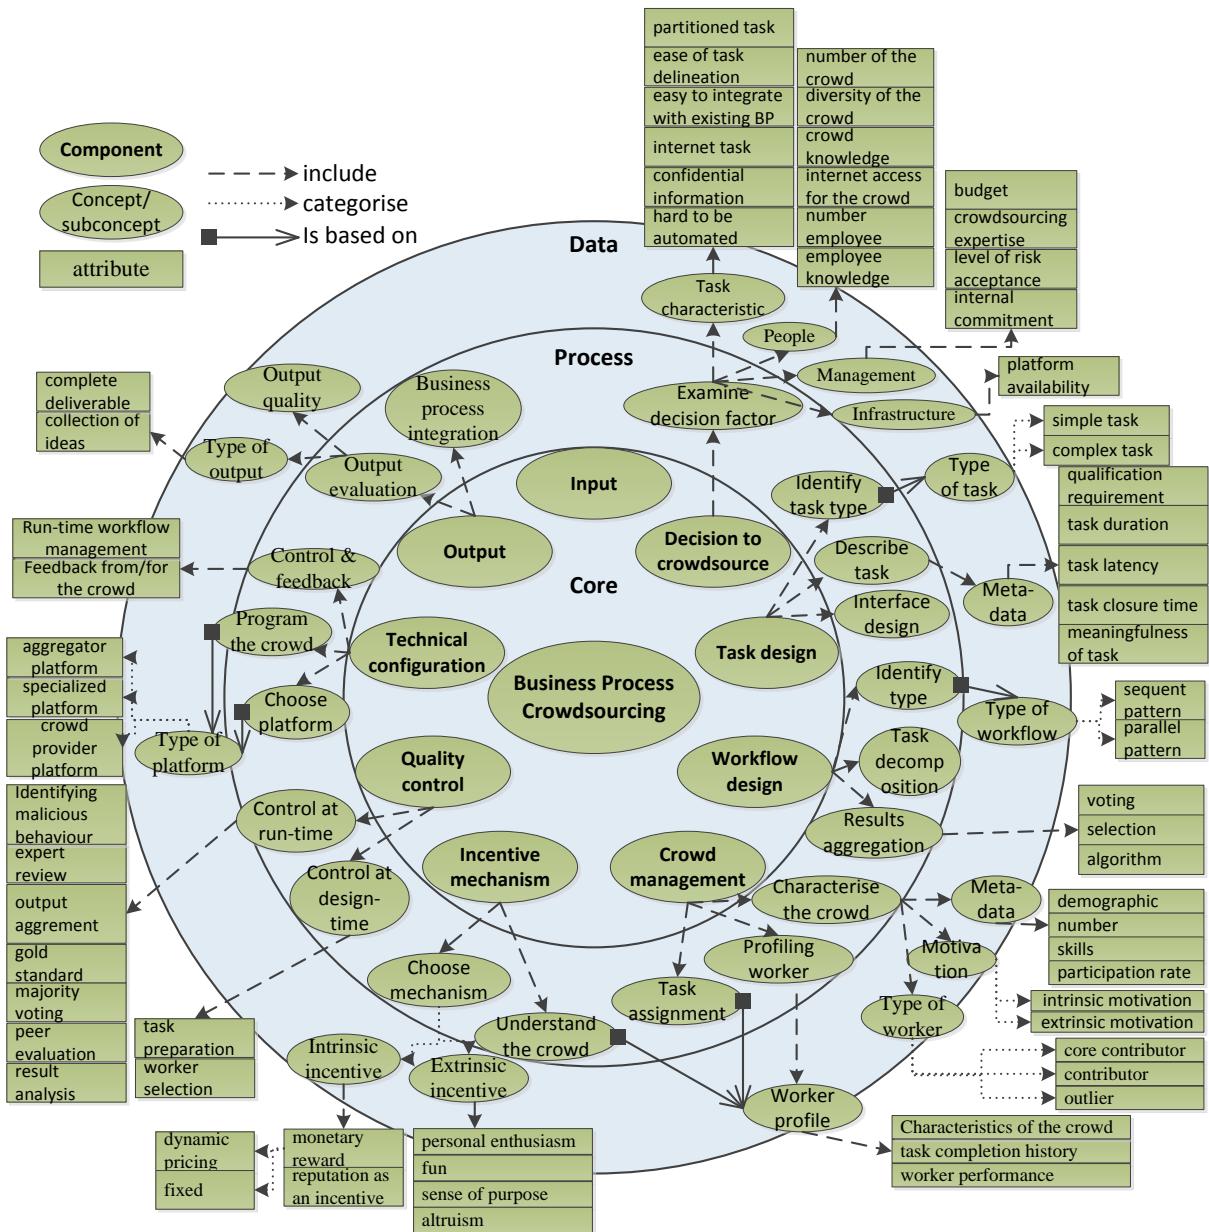 Component
Concept/
subconcept
attribute
include
categorise
Is based on
partitioned task
ease of task
delineation
easy to integrate
with existing BP
internet task
confidential
information
hard to be
automated
number of the
crowd
diversity of the
crowd
crowd
knowledge
internet access
for the crowd
number
employee
employee
knowledge
budget
crowdsourcing
expertise
level of risk
acceptance
internal
commitment
platform
availability
Data
Process
Core
Task
characteristic
People
Management
Infrastructure
Examine
decision factor
Output
quality
Business
process
integration
Type of
output
Output
evaluation
complete
deliverable
collection of
ideas
Input
Output
Decision to
crowdsource
Identify
task type
Type
of task
simple task
complex task
qualification
requirement
task duration
task latency
task closure time
meaningfulness
of task
Describe
task
Meta-
data
Interface
design
Task design
Run-time workflow
management
Feedback from/for
the crowd
Control &
feedback
Program
the crowd
Technical
configuration
Choose
platform
Type of
platform
aggregator
platform
specialized
platform
crowd
provider
platform
Business Process
Crowdsourcing
Identify
type
Type of
workflow
sequent
pattern
parallel
pattern
Task
decomp
osition
Workflow
design
Results
aggregation
voting
selection
algorithm
Quality
control
Control at
run-time
Control at
design-
time
Identifying
malicious
behaviour
expert
review
output
aggrement
gold
standard
majority
voting
peer
evaluation
result
analysis
task
preparation
worker
selection
Incentive
mechanism
Choose
mechanism
Understand
the crowd
Intrinsic
incentive
Extrinsic
incentive
dynamic
pricing
fixed
monetary
reward
reputation as
an incentive
personal enthusiasm
fun
sense of purpose
altruism
Crowd
management
Characterise
the crowd
Profiling
worker
Task
assignment
Worker
profile
Meta-
data
Motiva
tion
Type of
worker
demographic
number
skills
participation rate
intrinsic motivation
extrinsic motivation
core contributor
contributor
outlier
Characteristics of the crowd
task completion history
worker performance